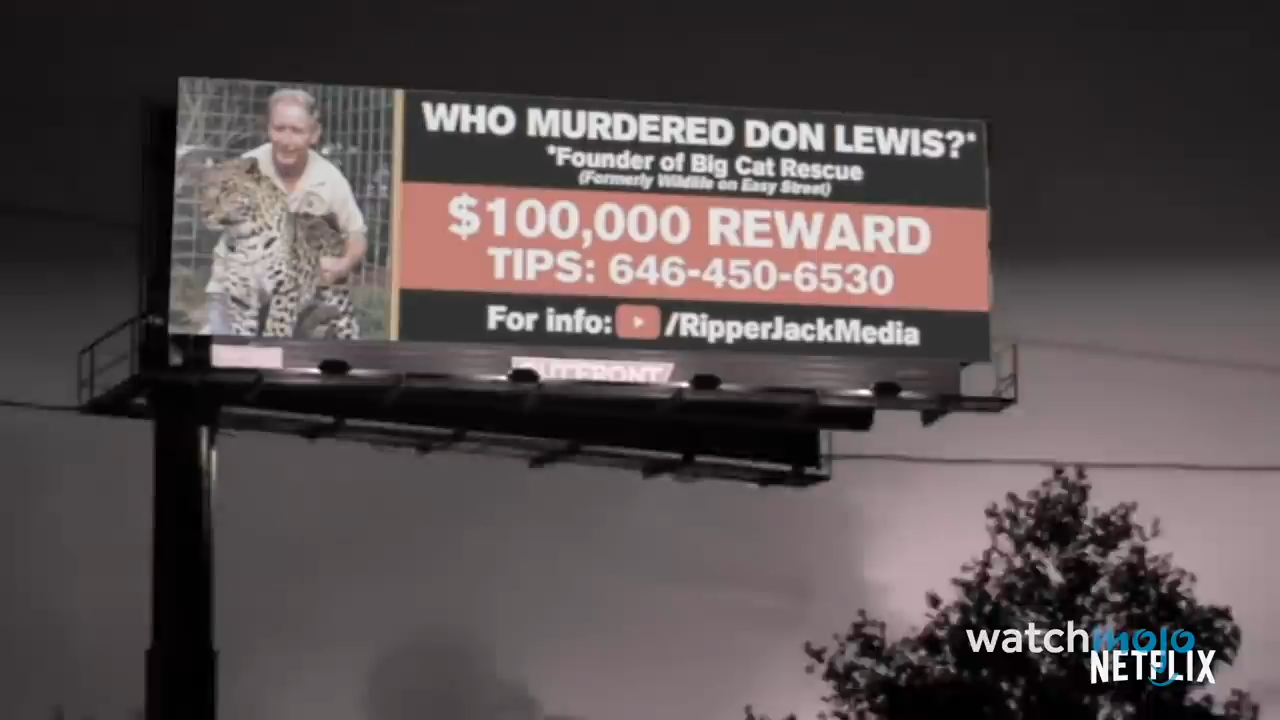 WHO MURDERED DON LEWIS?*
*Founder of Big Cat Rescue
(Formerly Wildlife on Easy Street)
$100,000 REWARD
TIPS: 646-450-6530
For info: /RipperJackMedia
OUTFRONT/
watchmojo
NETFLIX